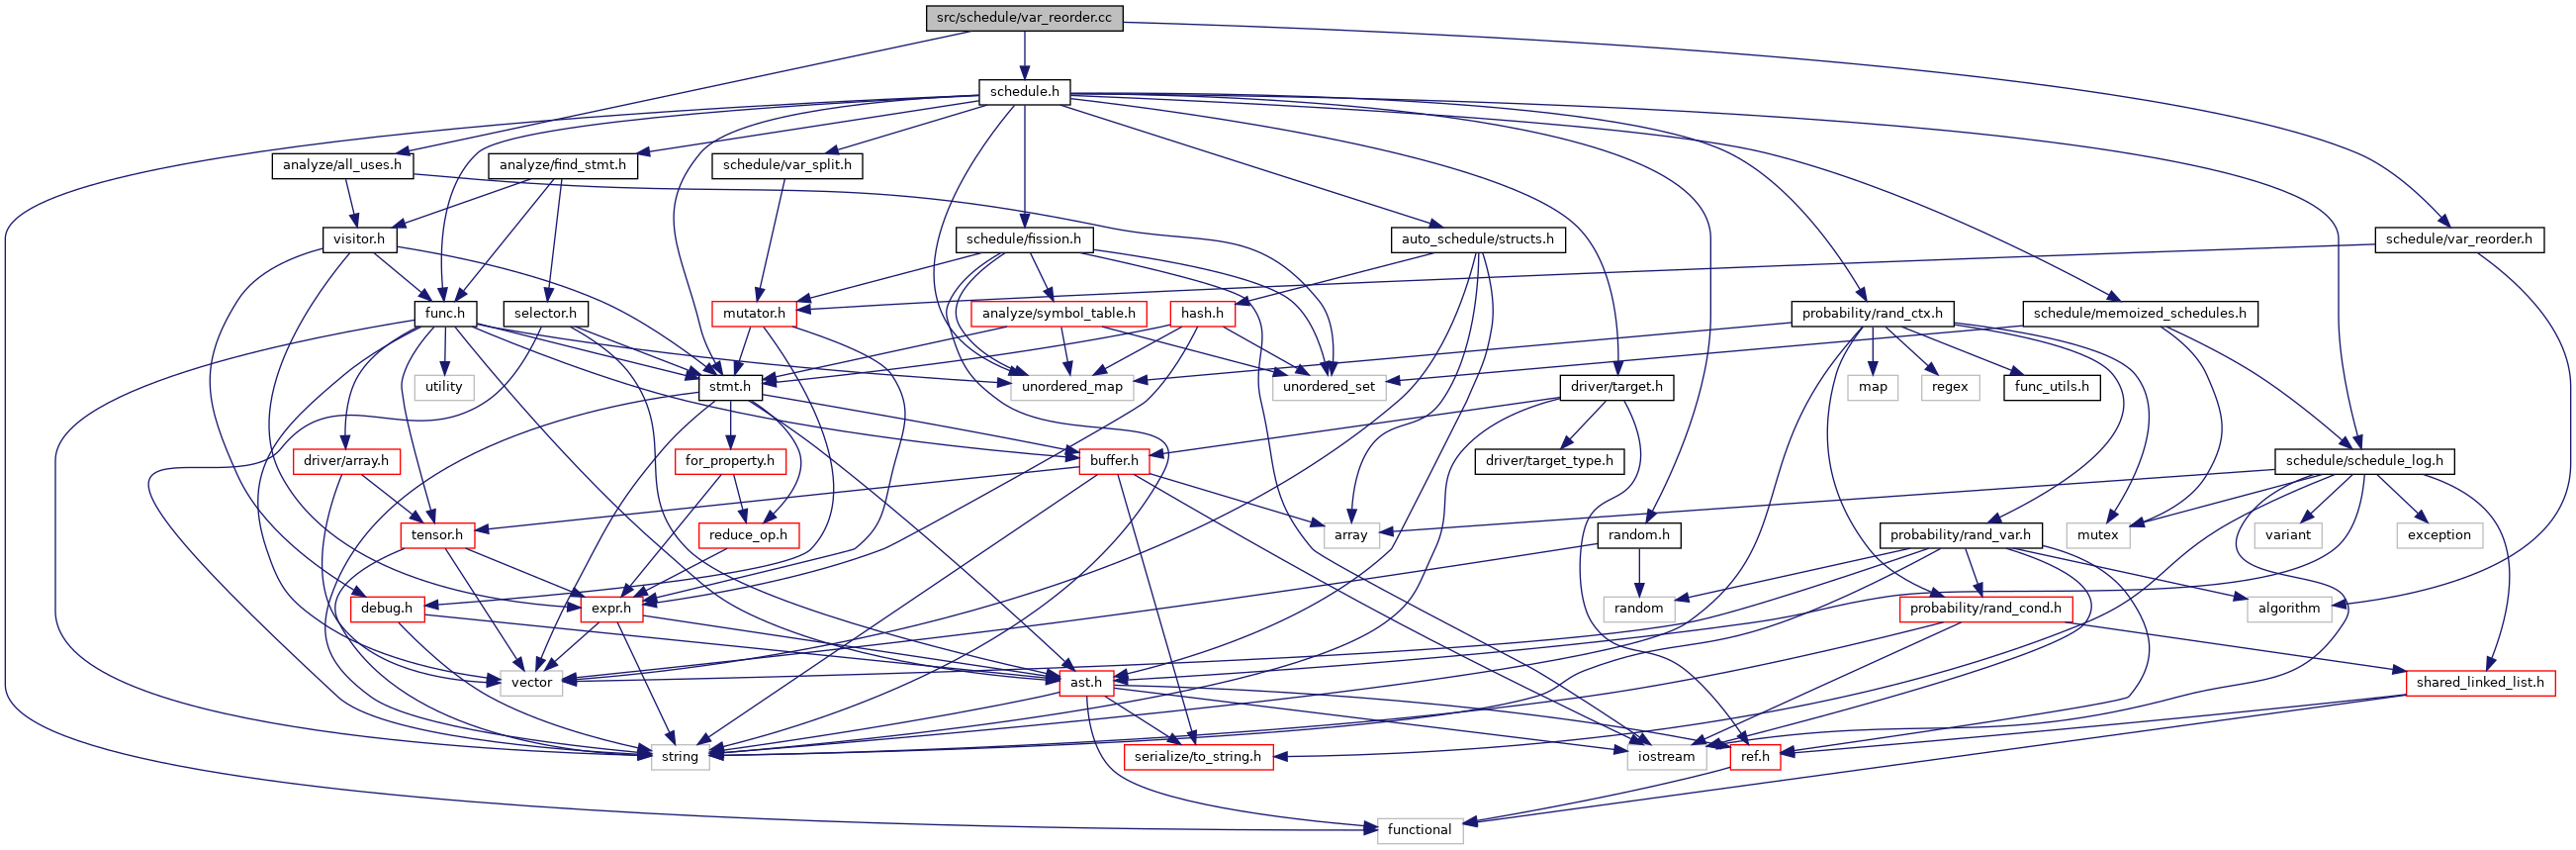 src/schedule/var_reorder.cc
schedule.h
analyze/all_uses.h
analyze/find_stmt.h
schedule/var_split.h
visitor.h
schedule/fission.h
auto_schedule/structs.h
schedule/var_reorder.h
func.h
selector.h
mutator.h
analyze/symbol_table.h
hash.h
probability/rand_ctx.h
schedule/memoized_schedules.h
utility
stmt.h
unordered_map
unordered_set
driver/target.h
map
regex
func_utils.h
driver/array.h
for_property.h
buffer.h
driver/target_type.h
schedule/schedule_log.h
tensor.h
reduce_op.h
array
random.h
probability/rand_var.h
mutex
variant
exception
debug.h
expr.h
random
probability/rand_cond.h
algorithm
vector
ast.h
shared_linked_list.h
string
serialize/to_string.h
iostream
ref.h
functional